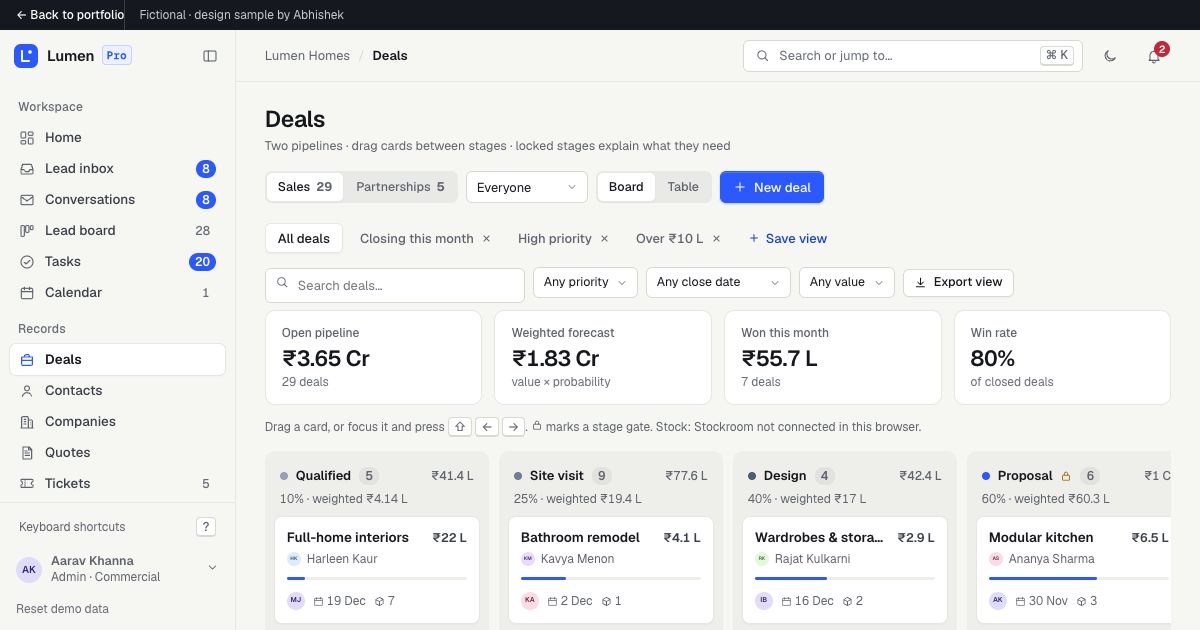 ← Back to portfolio Fictional · design sample by Abhishek
L Lumen Pro
Lumen Homes / Deals
Search or jump to... ⌘ K
2
Workspace
Home
Lead inbox 8
Conversations 8
Lead board 28
Tasks 20
Calendar 1
Records
Deals
Contacts
Companies
Quotes
Tickets 5
Keyboard shortcuts ?
AK Aarav Khanna
Admin · Commercial
Reset demo data
Deals
Two pipelines · drag cards between stages · locked stages explain what they need
Sales 29 Partnerships 5 Everyone Board Table + New deal
All deals Closing this month × High priority × Over ₹10 L × + Save view
Search deals... Any priority Any close date Any value Export view
Open pipeline
₹3.65 Cr
29 deals
Weighted forecast
₹1.83 Cr
value × probability
Won this month
₹55.7 L
7 deals
Win rate
80%
of closed deals
Drag a card, or focus it and press ⇧ ← → . marks a stage gate. Stock: Stockroom not connected in this browser.
Qualified 5 ₹41.4 L
10% · weighted ₹4.14 L
Full-home interiors ₹22 L
HK Harleen Kaur
MJ 19 Dec 7
Site visit 9 ₹77.6 L
25% · weighted ₹19.4 L
Bathroom remodel ₹4.1 L
KM Kavya Menon
KA 2 Dec 1
Design 4 ₹42.4 L
40% · weighted ₹17 L
Wardrobes & stora... ₹2.9 L
RK Rajat Kulkarni
IB 16 Dec 2
Proposal 6 ₹1 C
60% · weighted ₹60.3 L
Modular kitchen ₹6.5 L
AS Ananya Sharma
AK 30 Nov 3